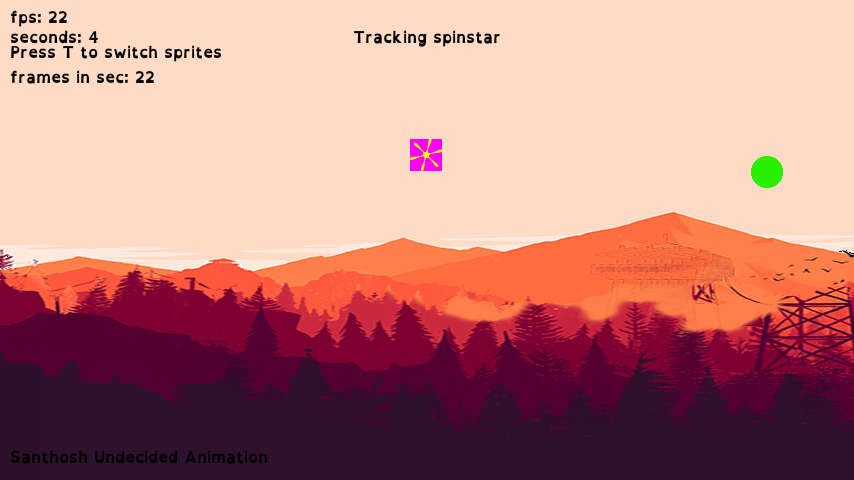 fps: 22
seconds: 4
Press T to switch sprites
frames in sec: 22
Tracking spinstar
Santhosh Undecided Animation